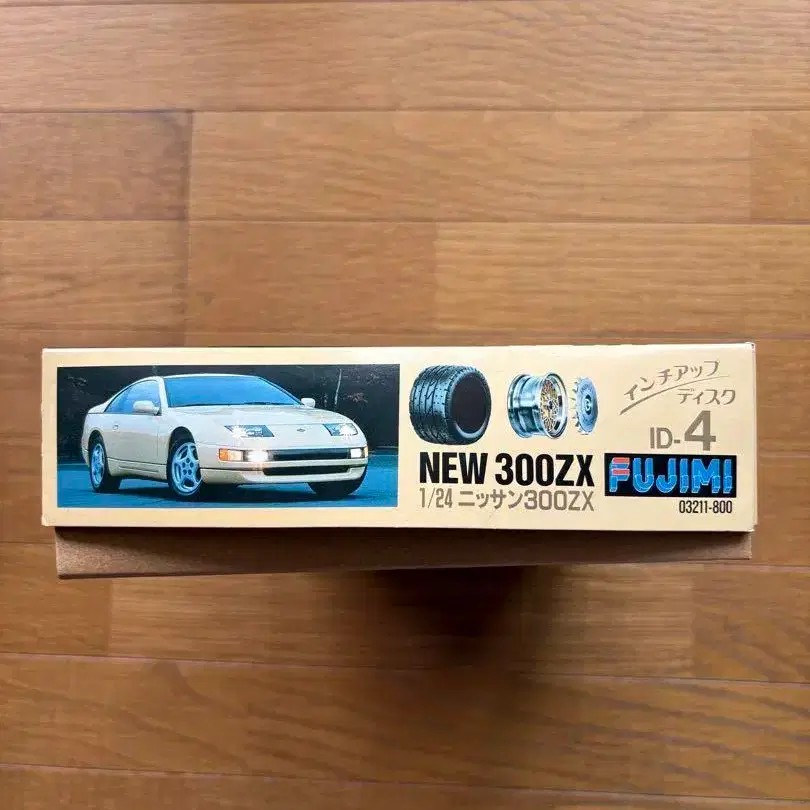 NEW 300ZX
1/24 ニッサン300ZX
インチアップ
ディスク
ID-4
FUJIMI
03211-800